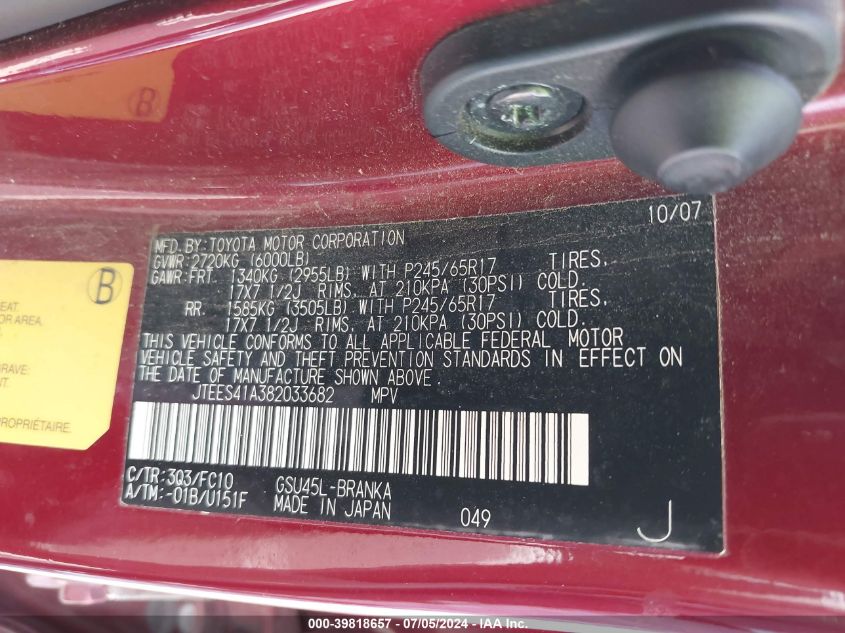 B
10/07
MFD.BY:TOYOTA MOTOR CORPORATION
GVWR:2720KG (6000LB)
GAWR:FRT 1340KG (2955LB) WITH P245/65R17 TIRES,
17X7 1/2J RIMS, AT 210KPA (30PSI) COLD.
RR. 1585KG (3505LB) WITH P245/65R17 TIRES,
17X7 1/2J RIMS, AT 210KPA (30PSI) COLD.
THIS VEHICLE CONFORMS TO ALL APPLICABLE FEDERAL MOTOR
VEHICLE SAFETY AND THEFT PREVENTION STANDARDS IN EFFECT ON
THE DATE OF MANUFACTURE SHOWN ABOVE.
JTEES41A382033682 MPV
C/TR:3Q3/FC10 GSU45L-BRANKA
A/TM:-01B/U151F MADE IN JAPAN 049 J
B
EAT
OR AREA.
GRAVE:
PROPRIÉTAIRE.
000-39818657 - 07/05/2024 - IAA Inc.